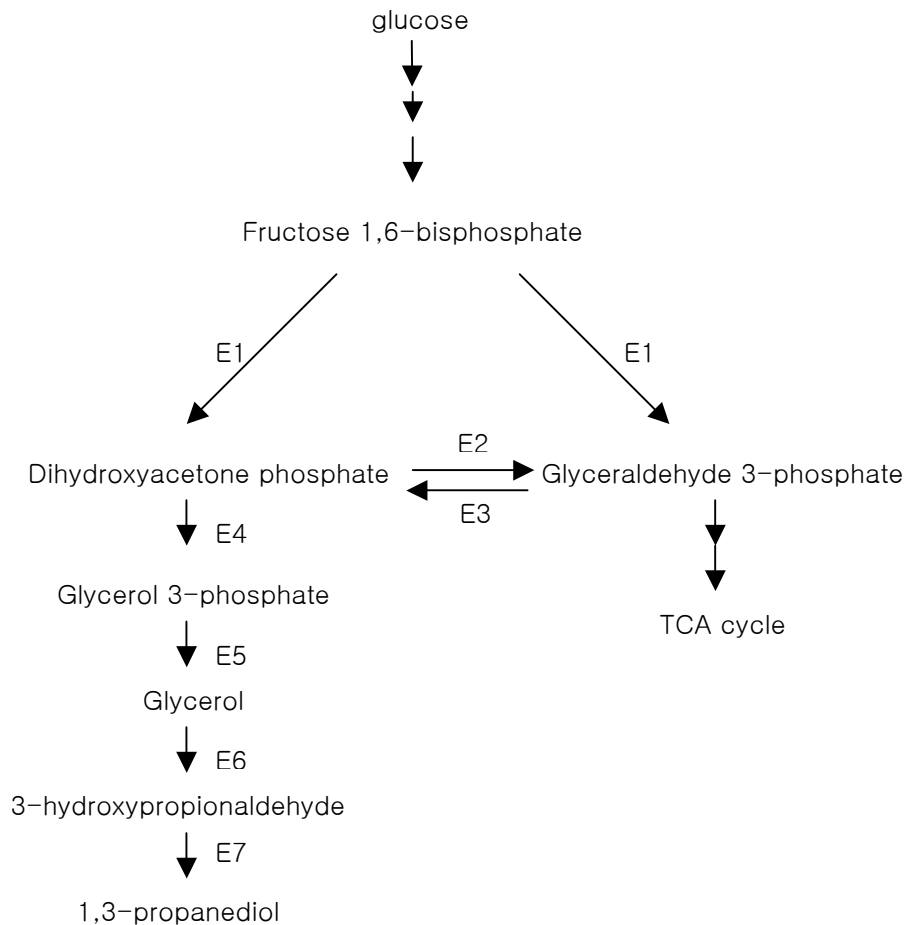 glucose
Fructose 1,6-bisphosphate
E1
E1
E2
Dihydroxyacetone phosphate
Glyceraldehyde 3-phosphate
E3
E4
Glycerol 3-phosphate
TCA cycle
E5
Glycerol
E6
3-hydroxypropionaldehyde
E7
1,3-propanediol